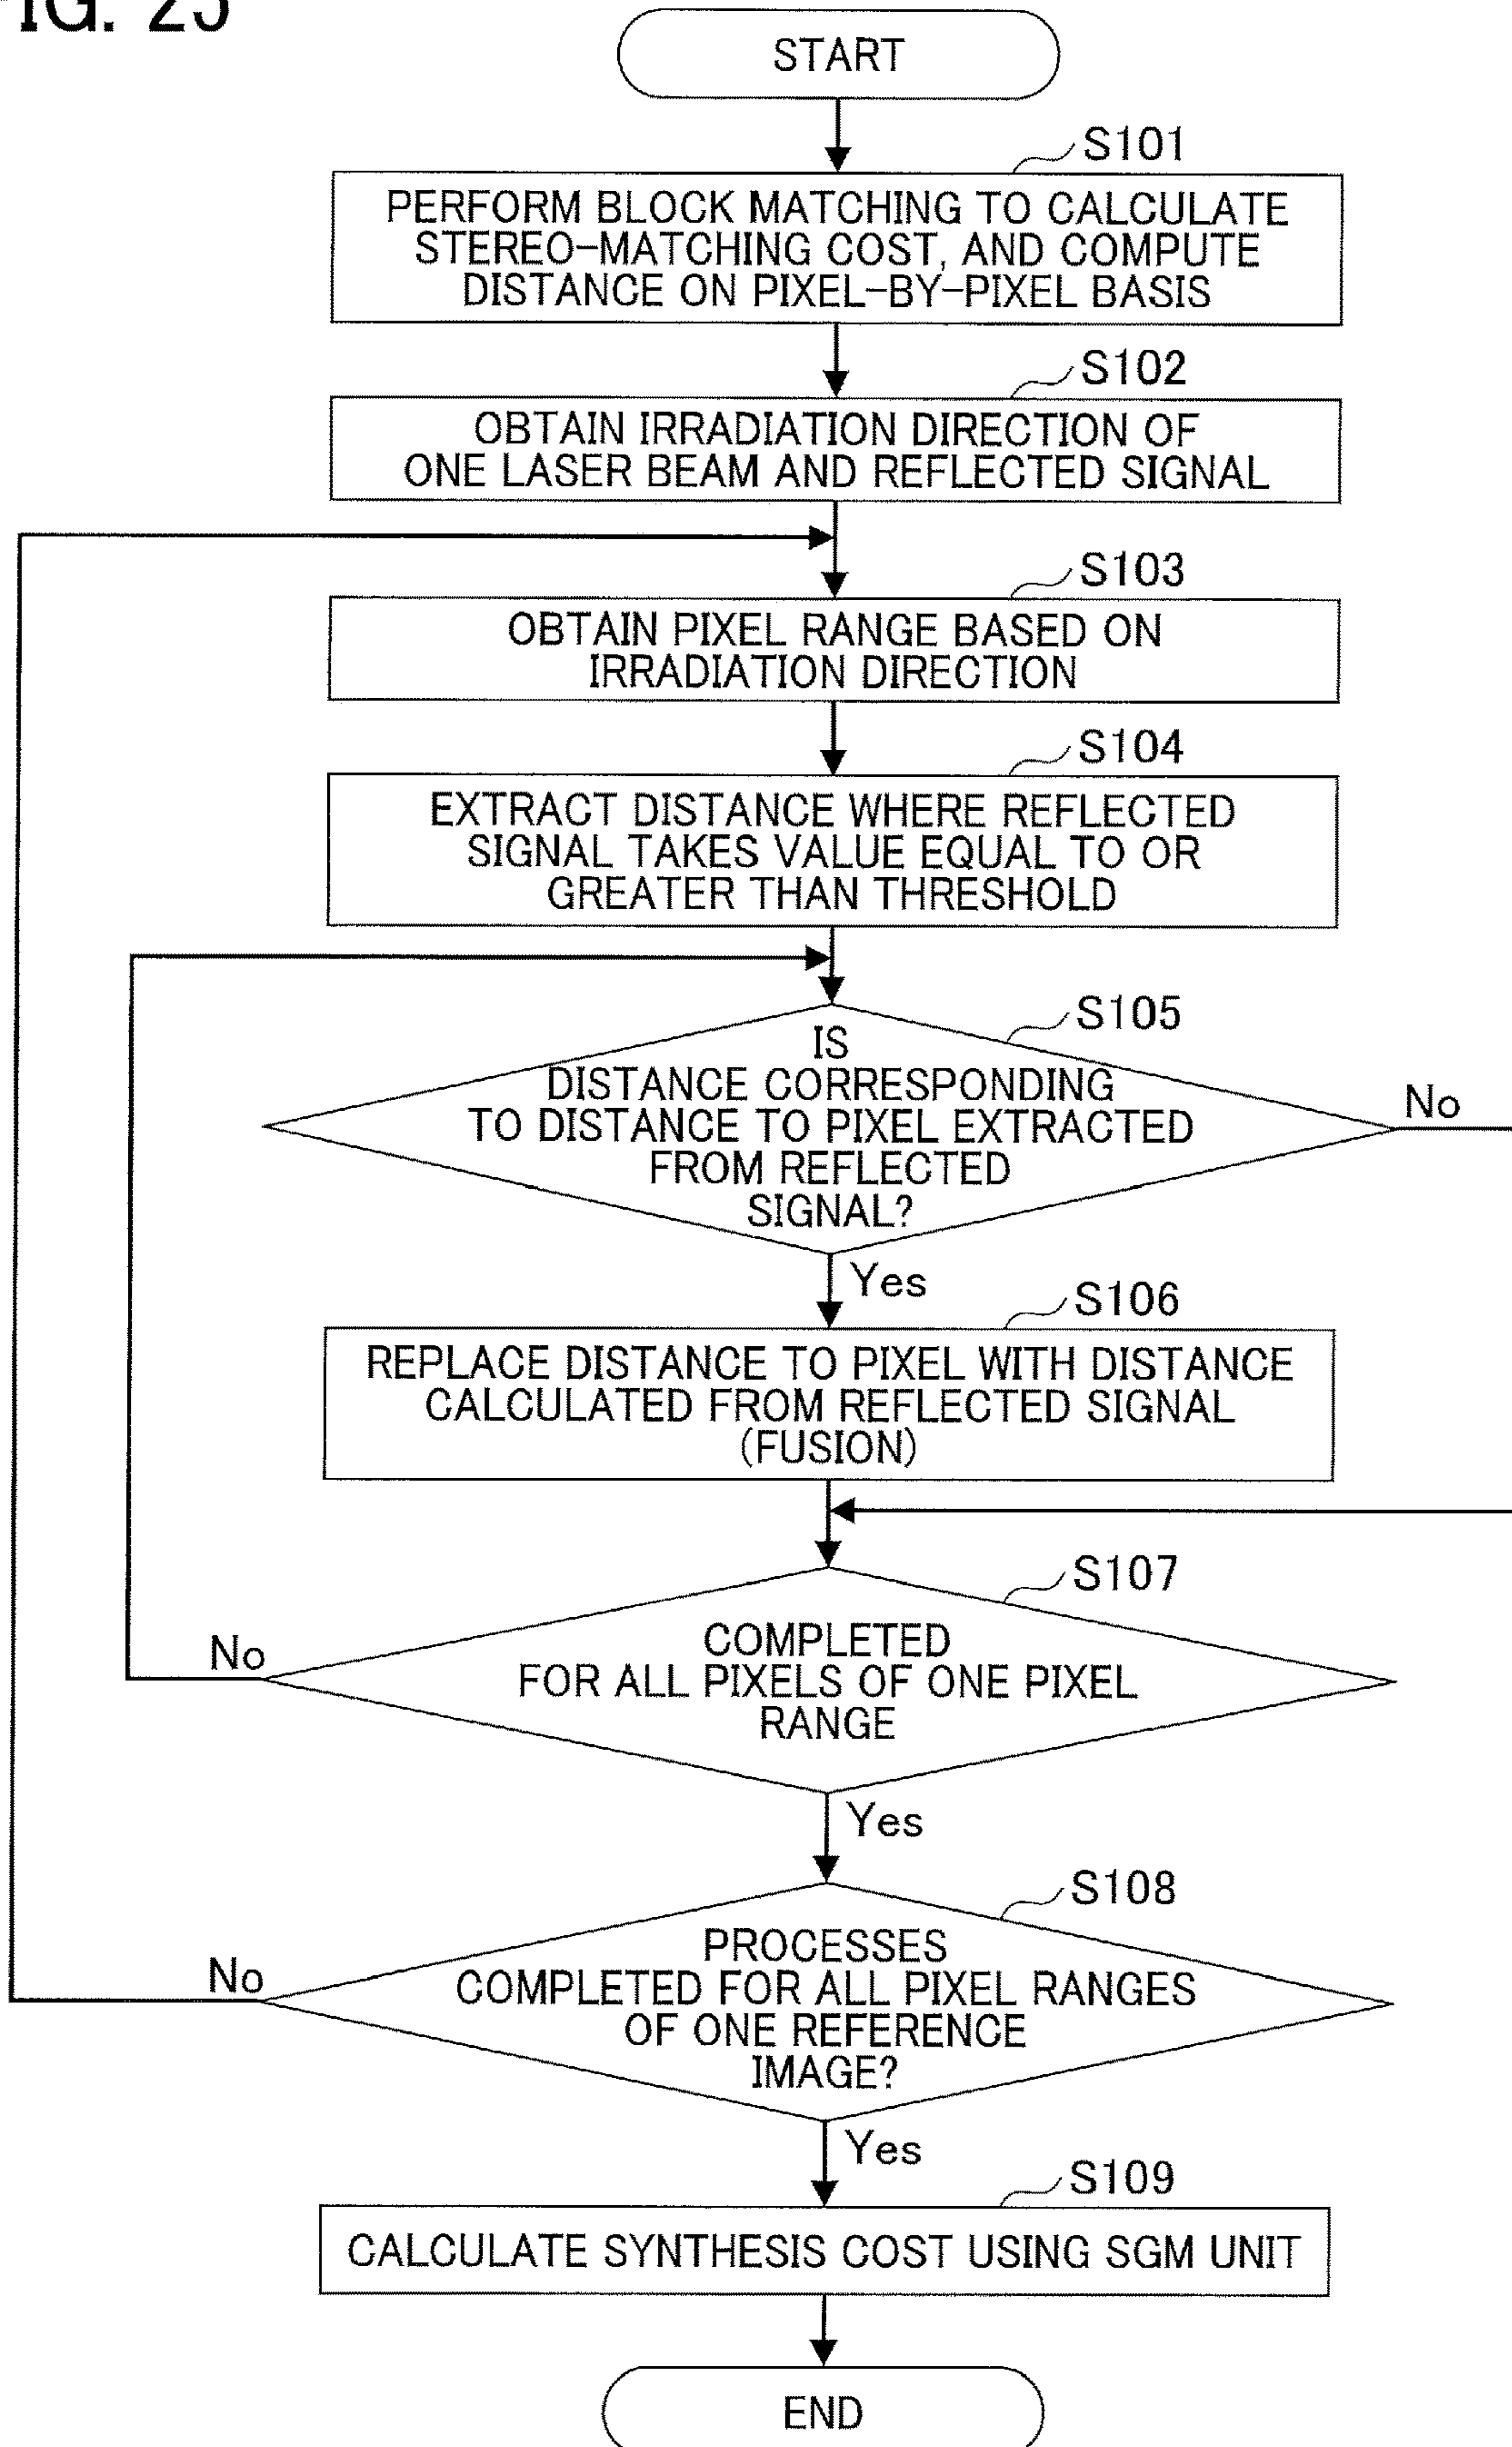 FIG. 25
START
S101
PERFORM BLOCK MATCHING TO CALCULATE
STEREO-MATCHING COST, AND COMPUTE
DISTANCE ON PIXEL-BY-PIXEL BASIS
S102
OBTAIN IRRADIATION DIRECTION OF
ONE LASER BEAM AND REFLECTED SIGNAL
S103
OBTAIN PIXEL RANGE BASED ON
IRRADIATION DIRECTION
S104
EXTRACT DISTANCE WHERE REFLECTED
SIGNAL TAKES VALUE EQUAL TO OR
GREATER THAN THRESHOLD
S105
IS
DISTANCE CORRESPONDING
TO DISTANCE TO PIXEL EXTRACTED
FROM REFLECTED
SIGNAL?
No
Yes
S106
REPLACE DISTANCE TO PIXEL WITH DISTANCE
CALCULATED FROM REFLECTED SIGNAL
(FUSION)
S107
COMPLETED
FOR ALL PIXELS OF ONE PIXEL
RANGE
No
Yes
S108
PROCESSES
COMPLETED FOR ALL PIXEL RANGES
OF ONE REFERENCE
IMAGE?
No
Yes
S109
CALCULATE SYNTHESIS COST USING SGM UNIT
END